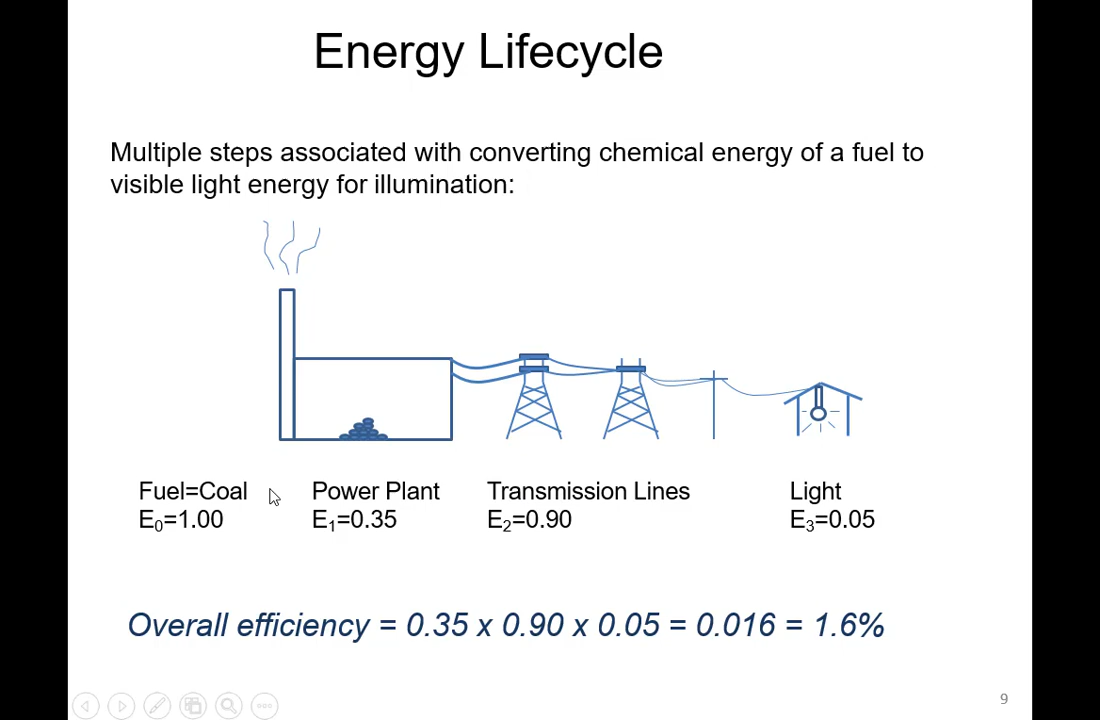 Energy Lifecycle
Multiple steps associated with converting chemical energy of a fuel to
visible light energy for illumination:
Fuel=Coal Power Plant Transmission Lines Light
E₀=1.00 E₁=0.35 E₂=0.90 E₃=0.05
Overall efficiency = 0.35 x 0.90 x 0.05 = 0.016 = 1.6%
9